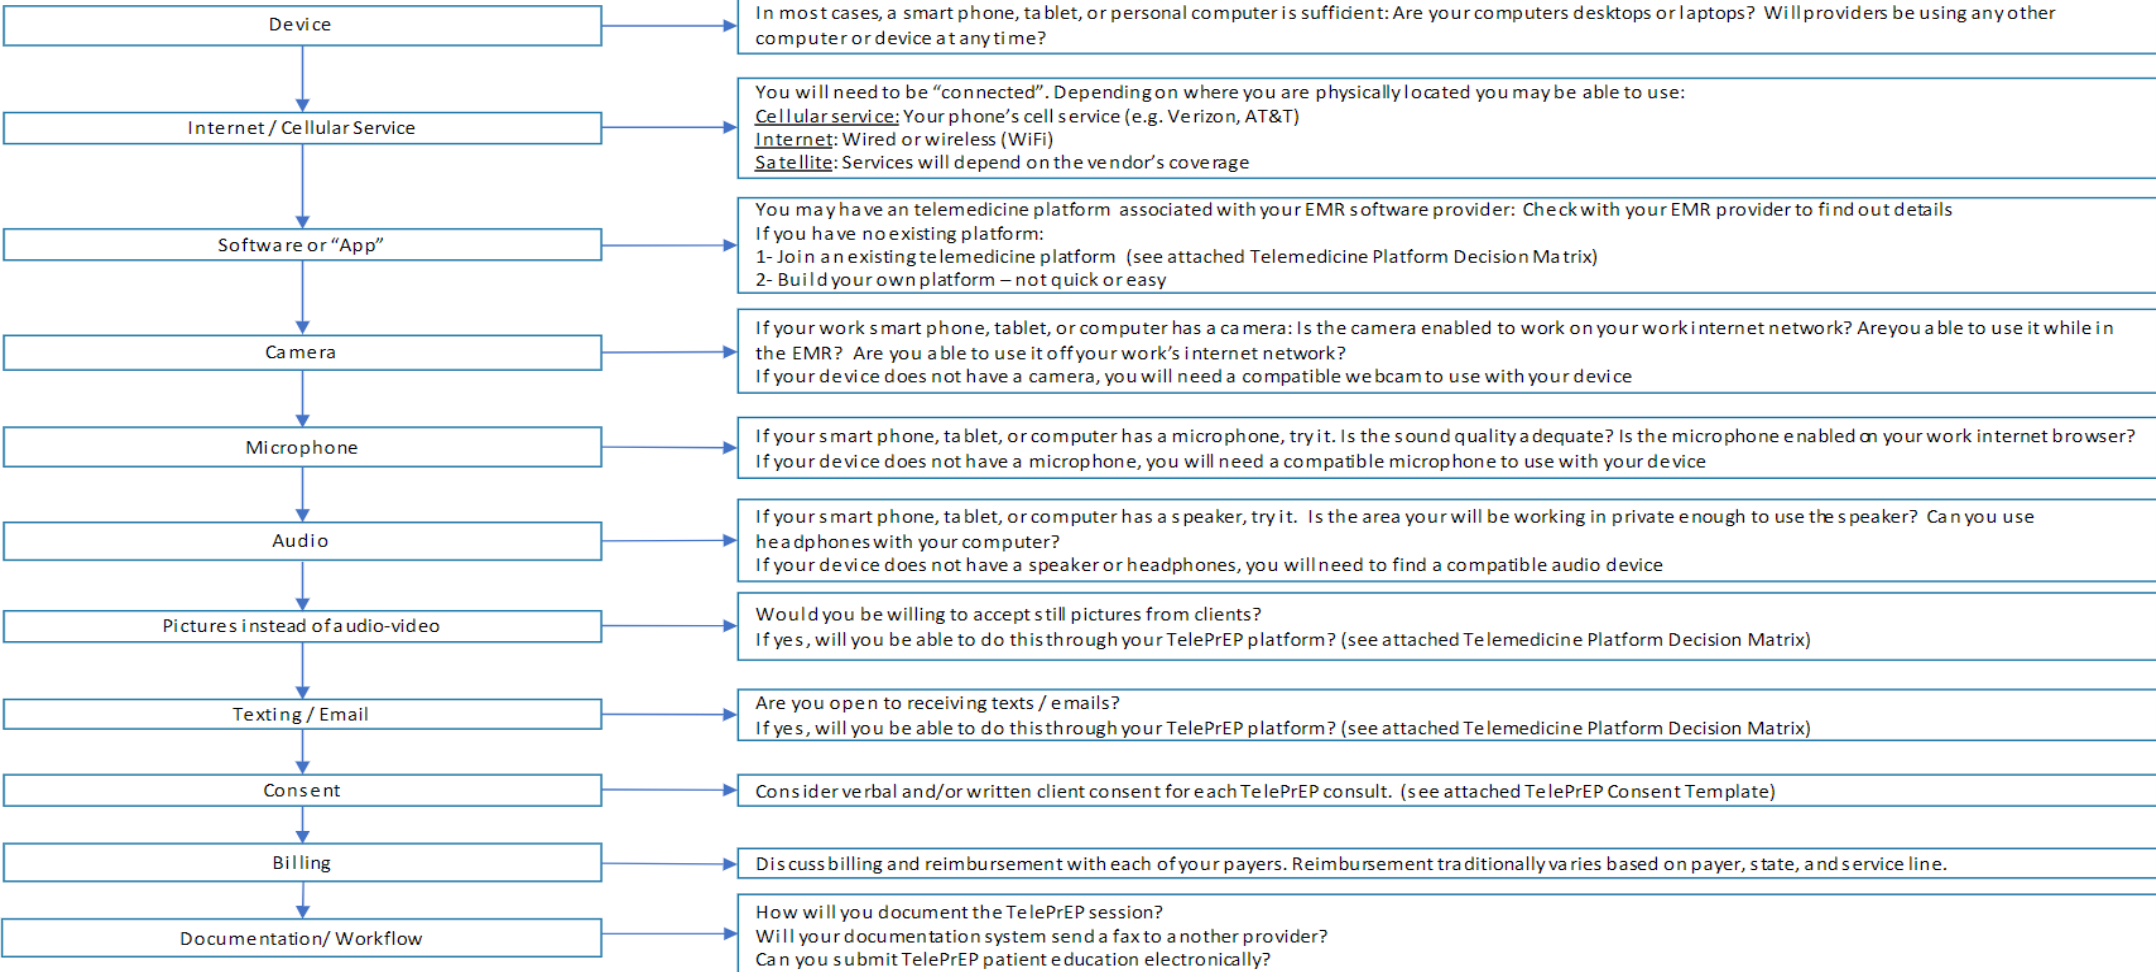 Device
In most cases, a smart phone, tablet, or personal computer is sufficient: Are your computers desktops or laptops? Will providers be using any other
computer or device at any time?
Internet / Cellular Service
You will need to be “connected”. Depending on where you are physically located you may be able to use:
Cellular service: Your phone’s cell service (e.g. Verizon, AT&T)
Internet: Wired or wireless (WiFi)
Satellite: Services will depend on the vendor’s coverage
Software or “App”
You may have an telemedicine platform associated with your EMR software provider: Check with your EMR provider to find out details
If you have no existing platform:
1- Join an existing telemedicine platform (see attached Telemedicine Platform Decision Matrix)
2- Build your own platform – not quick or easy
Camera
If your work smart phone, tablet, or computer has a camera: Is the camera enabled to work on your work internet network? Are you able to use it while in
the EMR? Are you able to use it off your work’s internet network?
If your device does not have a camera, you will need a compatible webcam to use with your device
Microphone
If your smart phone, tablet, or computer has a microphone, try it. Is the sound quality adequate? Is the microphone enabled on your work internet browser?
If your device does not have a microphone, you will need a compatible microphone to use with your device
Audio
If your smart phone, tablet, or computer has a speaker, try it. Is the area your will be working in private enough to use the speaker? Can you use
headphones with your computer?
If your device does not have a speaker or headphones, you will need to find a compatible audio device
Pictures instead of audio-video
Would you be willing to accept still pictures from clients?
If yes, will you be able to do this through your TelePrEP platform? (see attached Telemedicine Platform Decision Matrix)
Texting / Email
Are you open to receiving texts / emails?
If yes, will you be able to do this through your TelePrEP platform? (see attached Telemedicine Platform Decision Matrix)
Consent
Consider verbal and/or written client consent for each TelePrEP consult. (see attached TelePrEP Consent Template)
Billing
Discuss billing and reimbursement with each of your payers. Reimbursement traditionally varies based on payer, state, and service line.
Documentation/ Workflow
How will you document the TelePrEP session?
Will your documentation system send a fax to another provider?
Can you submit TelePrEP patient education electronically?